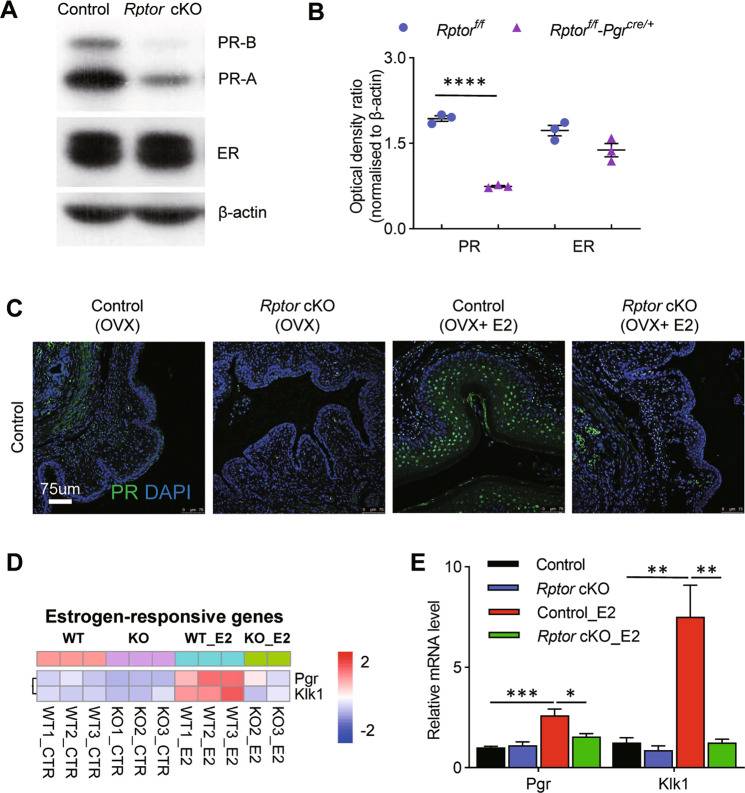 A
Control Rptor cKO
PR-B
PR-A
ER
β-actin
B
Rptor f/f
Rptor f/f-Pgr cre/+
Optical density ratio
(normalised to β-actin)
3.0
1.5
0.0
****
PR ER
C
Control
(OVX)
Rptor cKO
(OVX)
Control
(OVX+ E2)
Rptor cKO
(OVX+ E2)
Control
75um
PR DAPI
D
Estrogen-responsive genes
WT KO WT_E2 KO_E2
Pgr
Klk1
2
0
-2
WT1_CTR
WT2_CTR
WT3_CTR
KO1_CTR
KO2_CTR
KO3_CTR
WT1_E2
WT2_E2
WT3_E2
KO2_E2
KO3_E2
E
Relative mRNA level
10
5
0
Control
Rptor cKO
Control_E2
Rptor cKO_E2
*** *
** **
Pgr Klk1